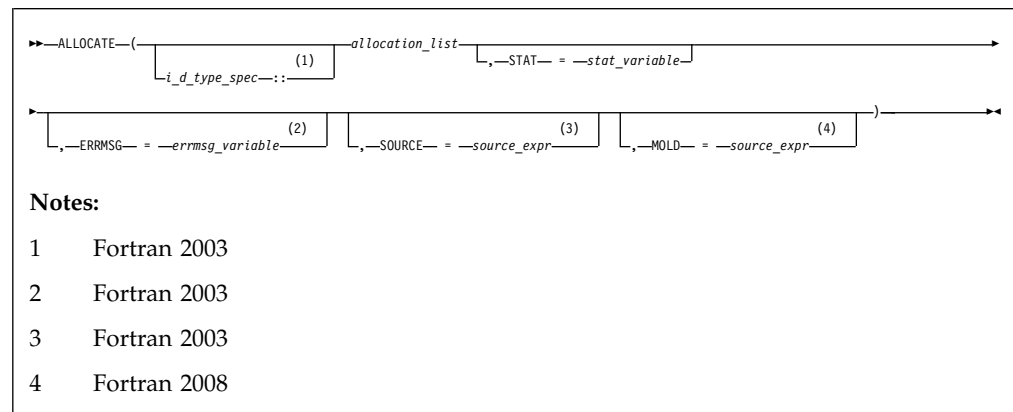 ALLOCATE ( allocation_list , STAT = stat_variable
(1)
i_d_type_spec ::
, ERRMSG = errmsg_variable , SOURCE = source_expr , MOLD = source_expr )
(2) (3) (4)
Notes:
1 Fortran 2003
2 Fortran 2003
3 Fortran 2003
4 Fortran 2008